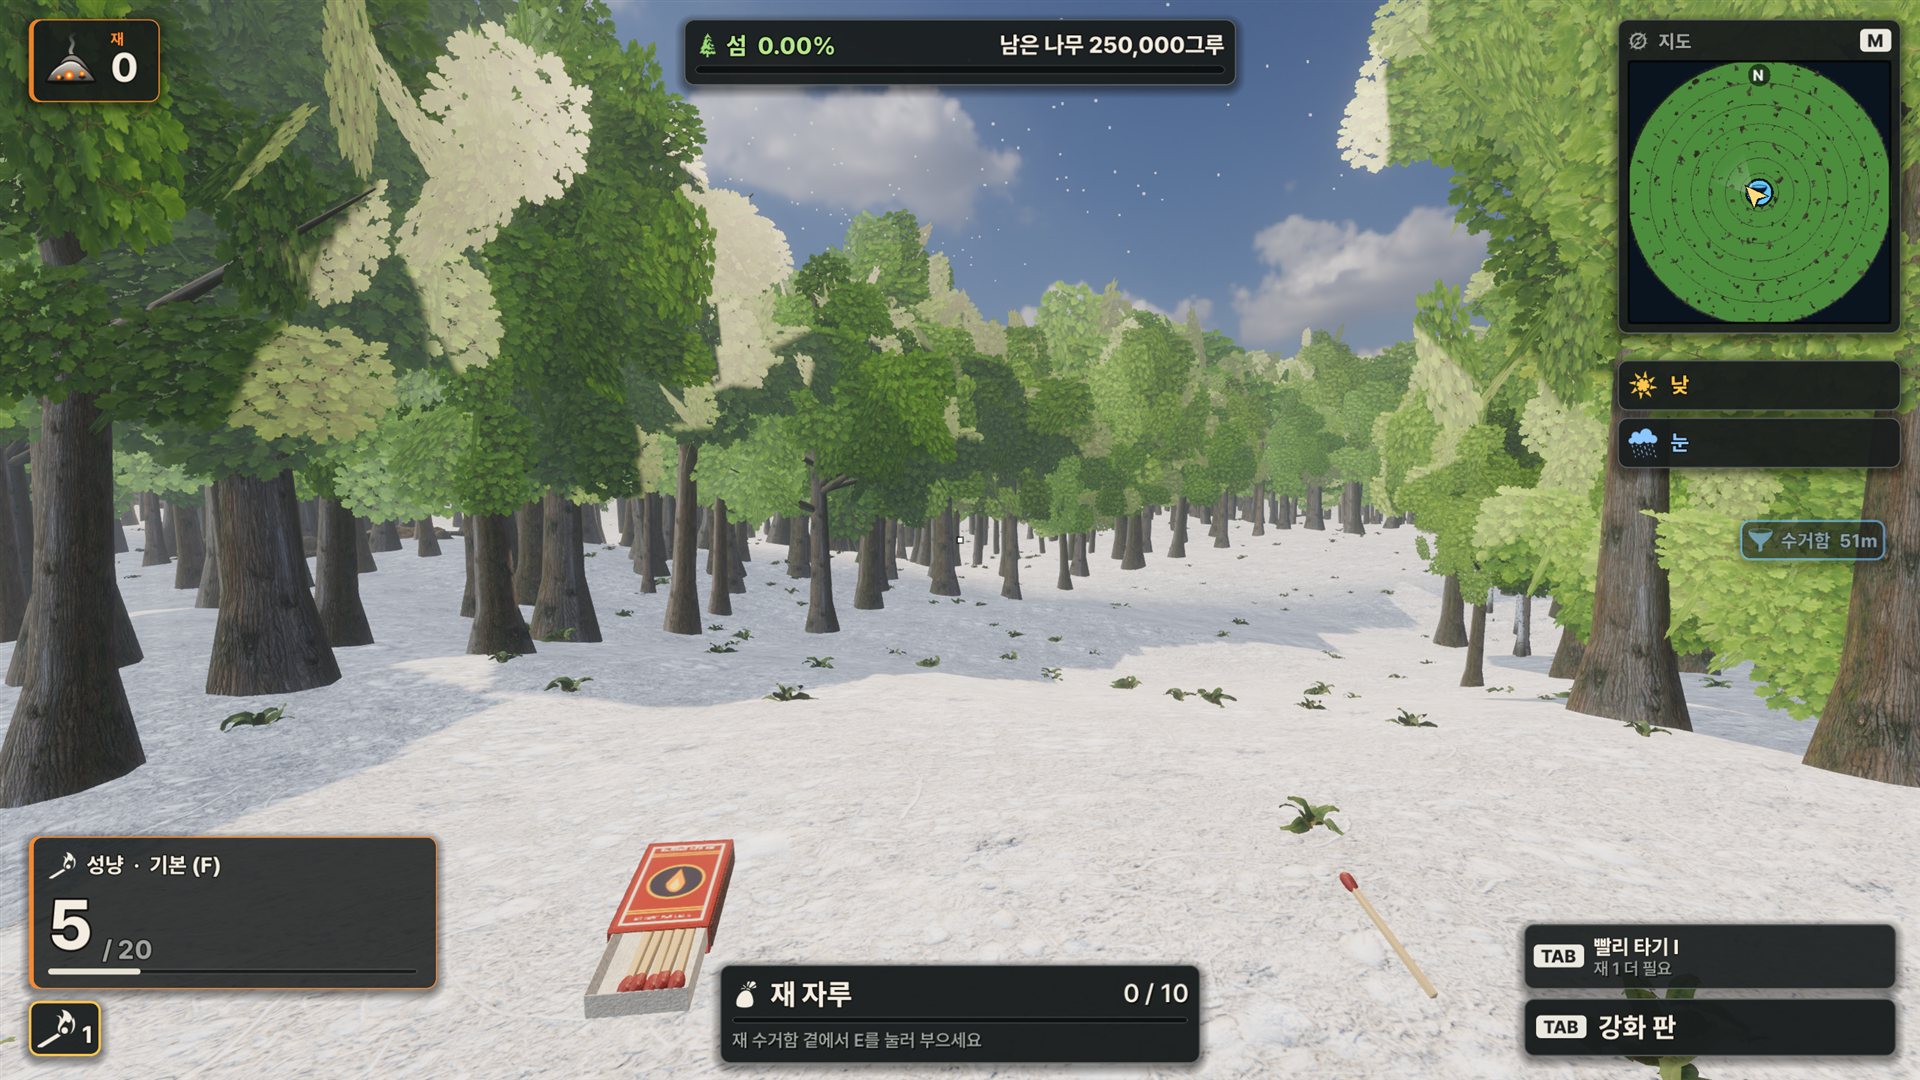 재
0
섬 0.00%
남은 나무 250,000그루
지도
M
N
낮
눈
수거함 51m
성냥 · 기본 (F)
5 / 20
1
재 자루
0 / 10
재 수거함 곁에서 E를 눌러 부으세요
TAB 빨리 타기 I
재 1 더 필요
TAB 강화 판